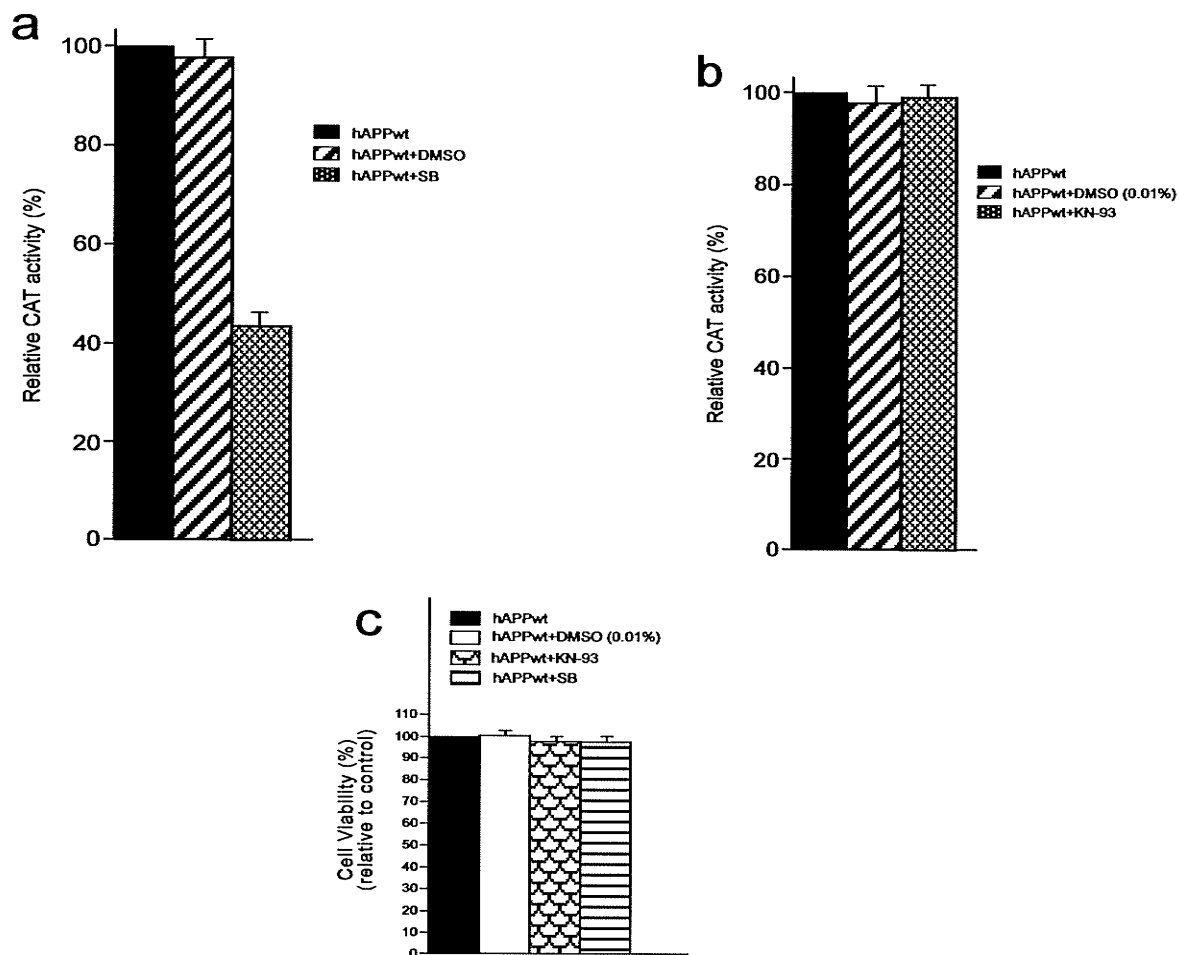 a
Relative CAT activity (%)
100
80
60
40
20
0
hAPPwt
hAPPwt+DMSO
hAPPwt+SB
b
Relative CAT activity (%)
100
80
60
40
20
0
hAPPwt
hAPPwt+DMSO (0.01%)
hAPPwt+KN-93
c
hAPPwt
hAPPwt+DMSO (0.01%)
hAPPwt+KN-93
hAPPwt+SB
Cell Viability (%)
(relative to control)
110
100
90
80
70
60
50
40
30
20
10
0